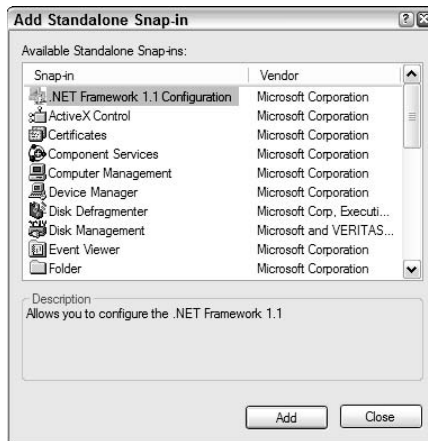 Add Standalone Snap-in
Available Standalone Snap-ins:
Snap-in Vendor
.NET Framework 1.1 Configuration Microsoft Corporation
ActiveX Control Microsoft Corporation
Certificates Microsoft Corporation
Component Services Microsoft Corporation
Computer Management Microsoft Corporation
Device Manager Microsoft Corporation
Disk Defragmenter Microsoft Corp, Executi...
Disk Management Microsoft and VERITAS...
Event Viewer Microsoft Corporation
Folder Microsoft Corporation
Description
Allows you to configure the .NET Framework 1.1
Add Close